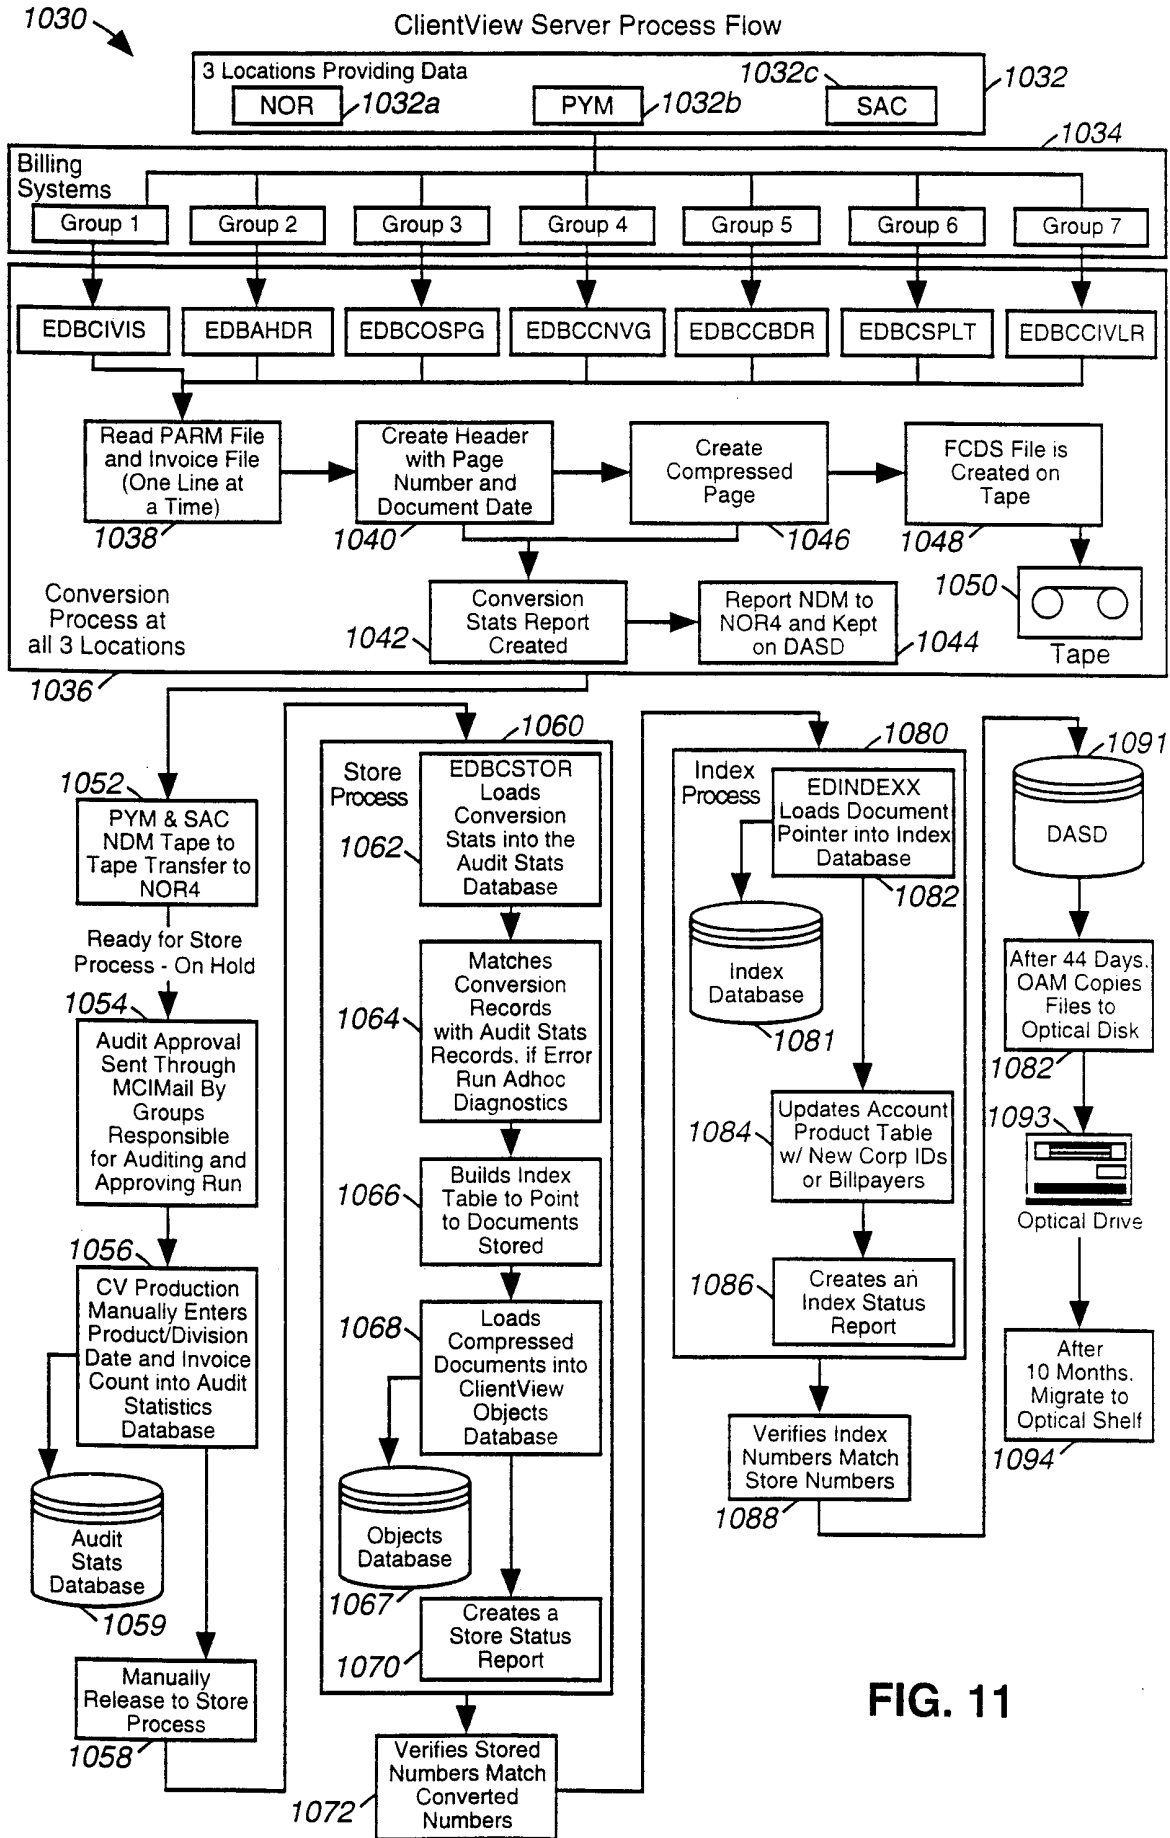 1030
ClientView Server Process Flow
3 Locations Providing Data
1032c
1032
NOR
1032a
PYM
1032b
SAC
1034
Billing
Systems
Group 1
Group 2
Group 3
Group 4
Group 5
Group 6
Group 7
EDBCIVIS
EDBAHDR
EDBCOSPG
EDBCCNVG
EDBCCBDR
EDBCSPLT
EDBCCIVLR
Read PARM File
and Invoice File
(One Line at
a Time)
1038
Create Header
with Page
Number and
Document Date
1040
Create
Compressed
Page
1046
FCDS File is
Created on
Tape
1048
1050
Tape
Conversion
Process at
all 3 Locations
1036
Conversion
Stats Report
Created
1042
Report NDM to
NOR4 and Kept
on DASD
1044
1052
PYM & SAC
NDM Tape to
Tape Transfer to
NOR4
Ready for Store
Process - On Hold
1054
Audit Approval
Sent Through
MCIMail By
Groups
Responsible
for Auditing and
Approving Run
1056
CV Production
Manually Enters
Product/Division
Date and Invoice
Count into Audit
Statistics
Database
Audit
Stats
Database
1059
Manually
Release to Store
Process
1058
1060
Store
Process
EDBCSTOR
Loads
Conversion
Stats into the
Audit Stats
Database
1062
Matches
Conversion
Records
with Audit Stats
Records, if Error
Run Adhoc
Diagnostics
1064
Builds Index
Table to Point
to Documents
Stored
1066
Loads
Compressed
Documents into
ClientView
Objects
Database
1068
Objects
Database
1067
Creates a
Store Status
Report
1070
Verifies Stored
Numbers Match
Converted
Numbers
1072
1080
Index
Process
EDINDEXX
Loads Document
Pointer into Index
Database
1082
Index
Database
1081
Updates Account
Product Table
w/ New Corp IDs
or Billpayers
1084
Creates an
Index Status
Report
1086
Verifies Index
Numbers Match
Store Numbers
1088
1091
DASD
After 44 Days,
OAM Copies
Files to
Optical Disk
1082
1093
Optical Drive
After
10 Months,
Migrate to
Optical Shelf
1094
FIG. 11